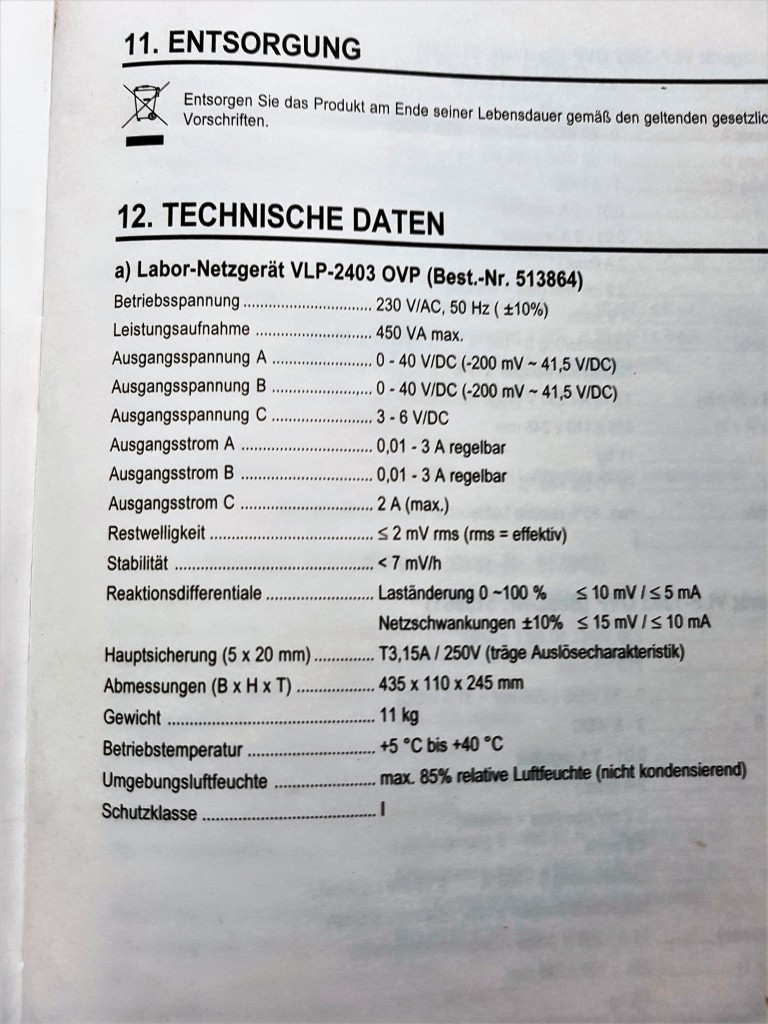 11. ENTSORGUNG
Entsorgen Sie das Produkt am Ende seiner Lebensdauer gemäß den geltenden gesetzlic
Vorschriften.
12. TECHNISCHE DATEN
a) Labor-Netzgerät VLP-2403 OVP (Best.-Nr. 513864)
Betriebsspannung ............................. 230 V/AC, 50 Hz ( ±10%)
Leistungsaufnahme .......................... 450 VA max.
Ausgangsspannung A ...................... 0 - 40 V/DC (-200 mV ~ 41,5 V/DC)
Ausgangsspannung B ...................... 0 - 40 V/DC (-200 mV ~ 41,5 V/DC)
Ausgangsspannung C ...................... 3 - 6 V/DC
Ausgangsstrom A ............................. 0,01 - 3 A regelbar
Ausgangsstrom B ............................. 0,01 - 3 A regelbar
Ausgangsstrom C ............................. 2 A (max.)
Restwelligkeit .................................... ≤ 2 mV rms (rms = effektiv)
Stabilität ............................................ < 7 mV/h
Reaktionsdifferentiale ........................ Laständerung 0 ~100 % ≤ 10 mV / ≤ 5 mA
Netzschwankungen ±10% ≤ 15 mV / ≤ 10 mA
Hauptsicherung (5 x 20 mm) ............. T3,15A / 250V (träge Auslösecharakteristik)
Abmessungen (B x H x T) ................. 435 x 110 x 245 mm
Gewicht .............................................. 11 kg
Betriebstemperatur ............................ +5 °C bis +40 °C
Umgebungsluftfeuchte ...................... max. 85% relative Luftfeuchte (nicht kondensierend)
Schutzklasse ...................................... I